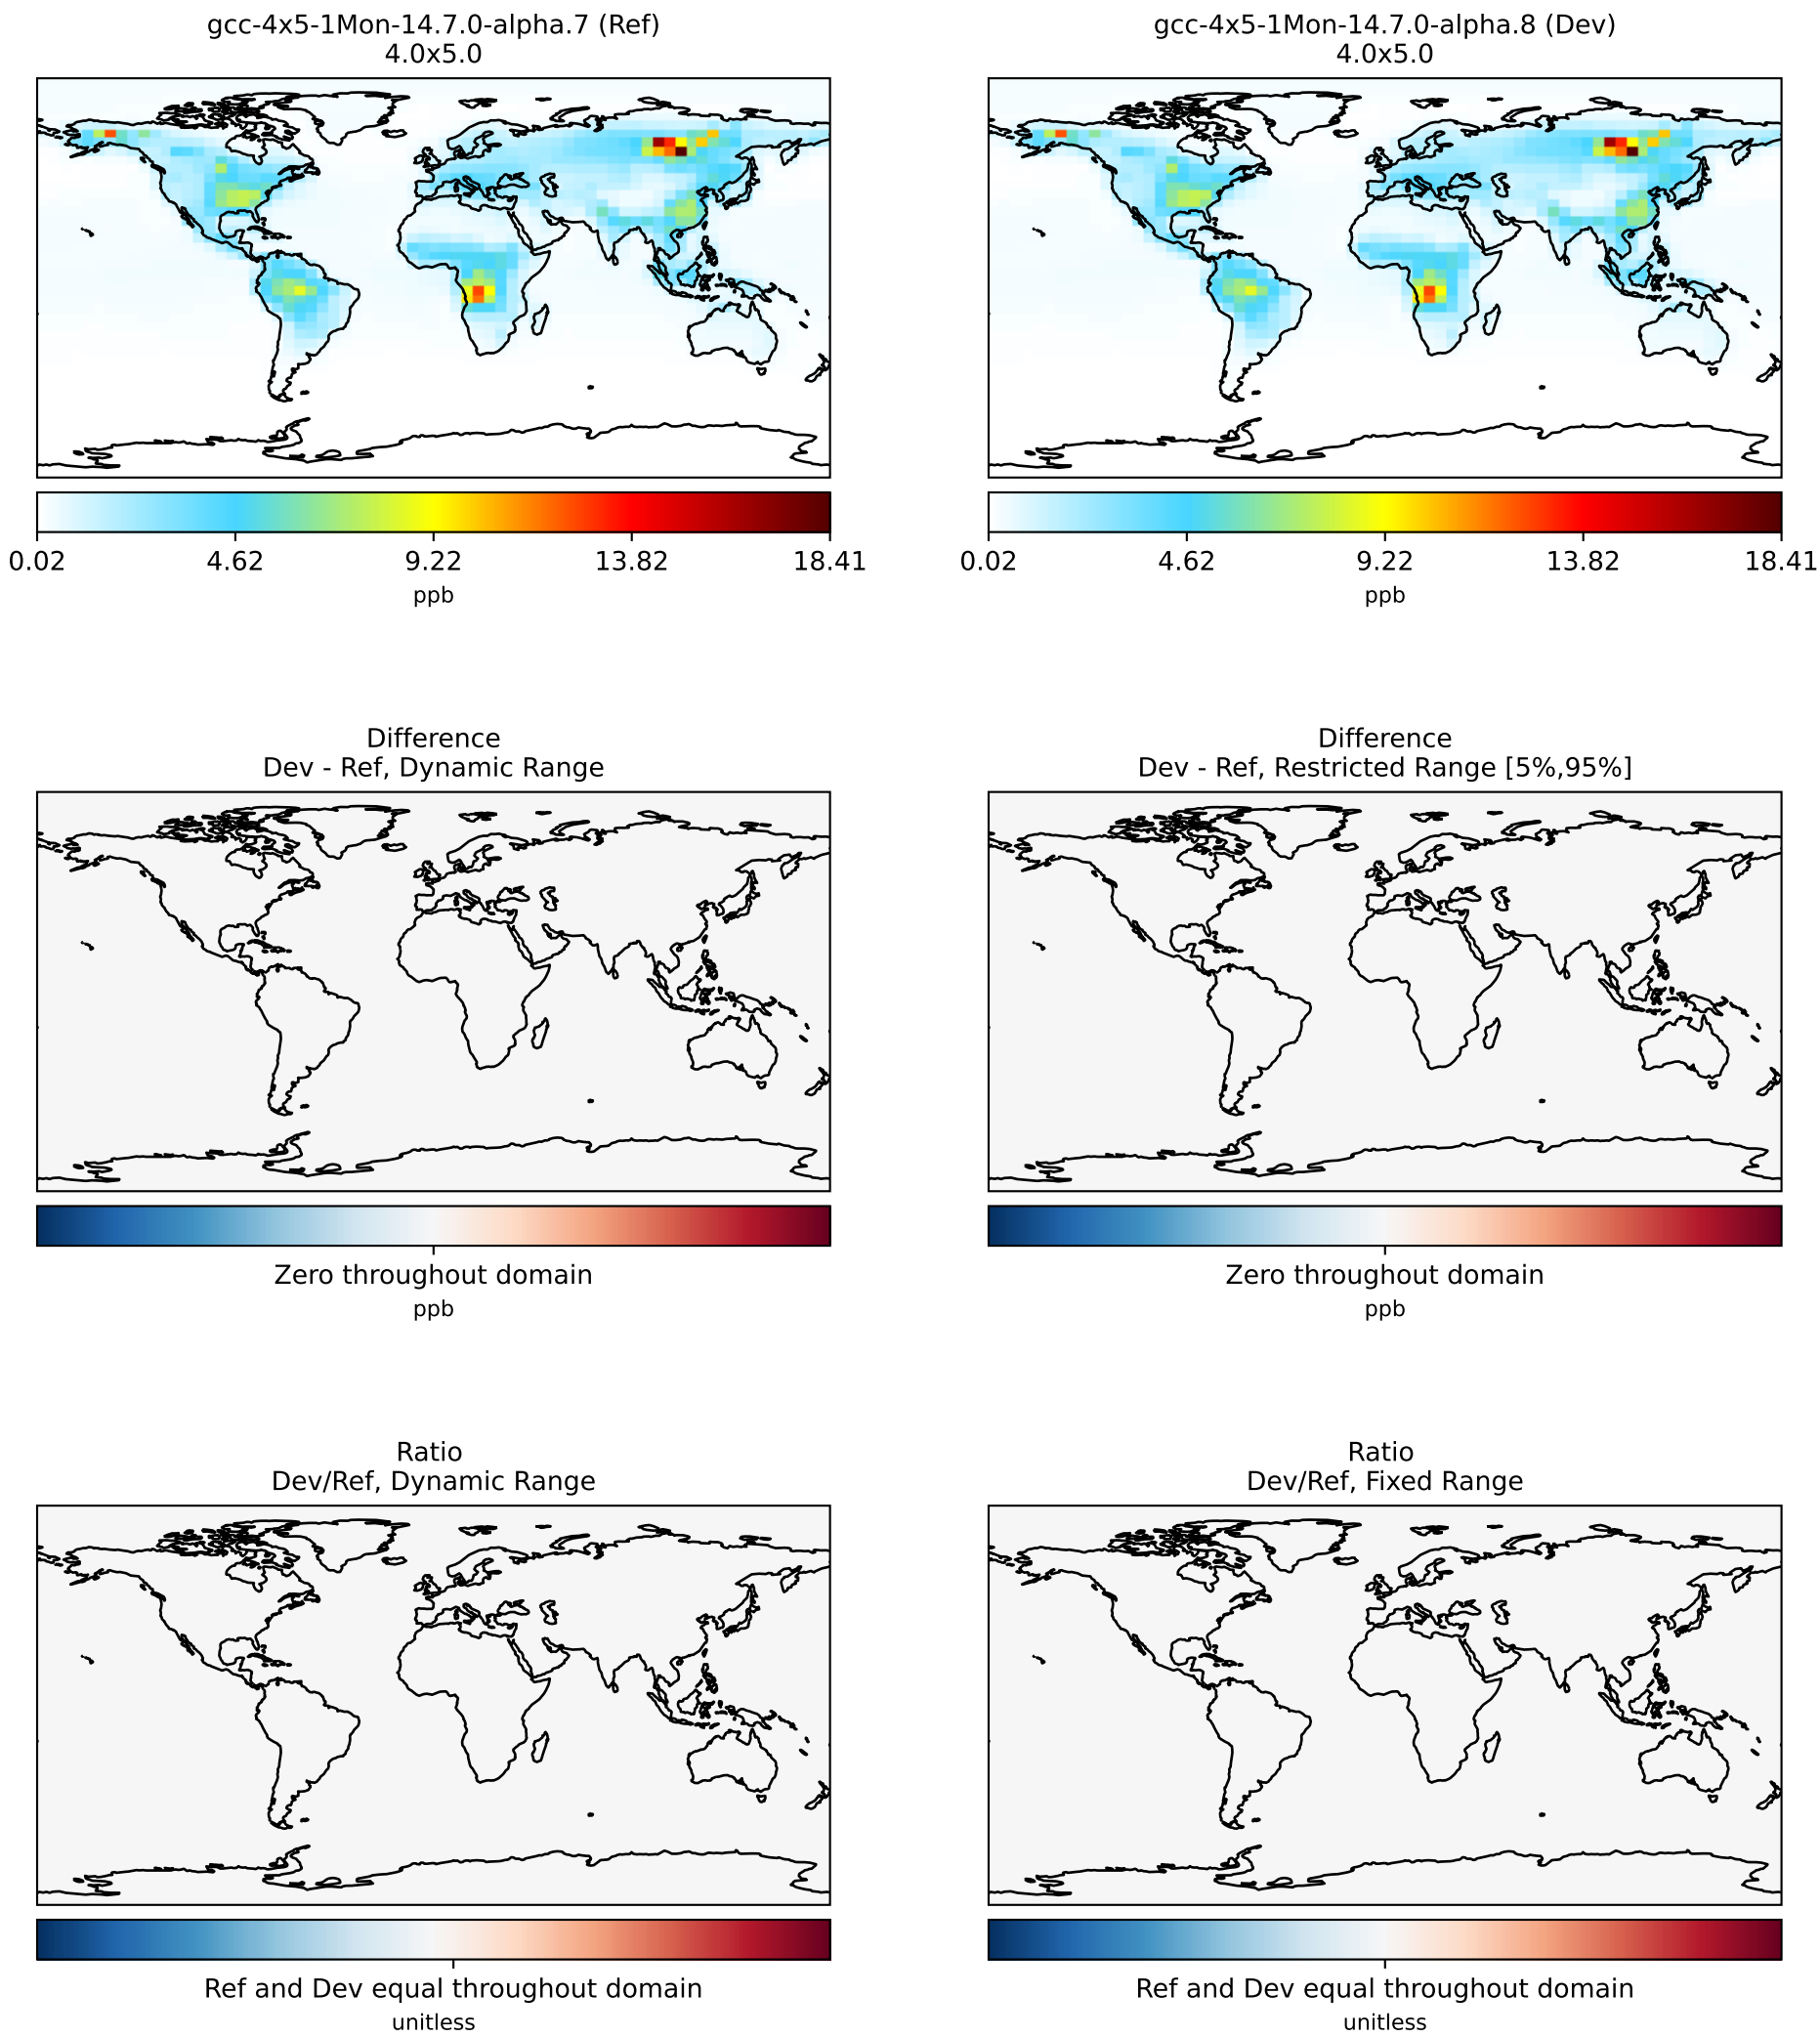 gcc-4x5-1Mon-14.7.0-alpha.7 (Ref)
4.0x5.0
gcc-4x5-1Mon-14.7.0-alpha.8 (Dev)
4.0x5.0
0.02 4.62 9.22 13.82 18.41
ppb
0.02 4.62 9.22 13.82 18.41
ppb
Difference
Dev - Ref, Dynamic Range
Difference
Dev - Ref, Restricted Range [5%,95%]
Zero throughout domain
ppb
Zero throughout domain
ppb
Ratio
Dev/Ref, Dynamic Range
Ratio
Dev/Ref, Fixed Range
Ref and Dev equal throughout domain
unitless
Ref and Dev equal throughout domain
unitless